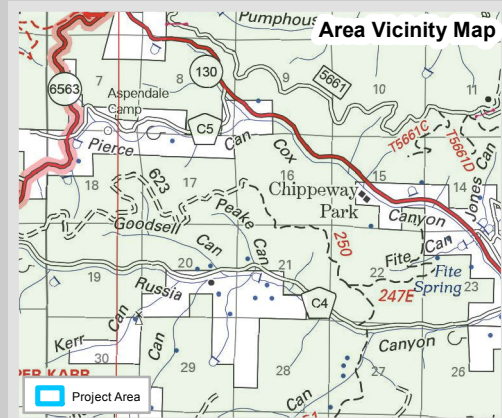 Area Vicinity Map
Pumphous
7
8
9
10
11
6563
130
5661
Aspendale
Camp
C5
T5661C
T5661D
Pierce
Can
Cox
18
623
17
16
15
14
Chippeway
Park
Canyon
Jones Can
Goodsell
Peake
Can
Can
250
Fite
Can
19
20
21
22
23
Fite
Spring
Russia
C4
247E
Kerr
Can
Can
Canyon
30
29
28
27
26
PER KARR
Can
Project Area